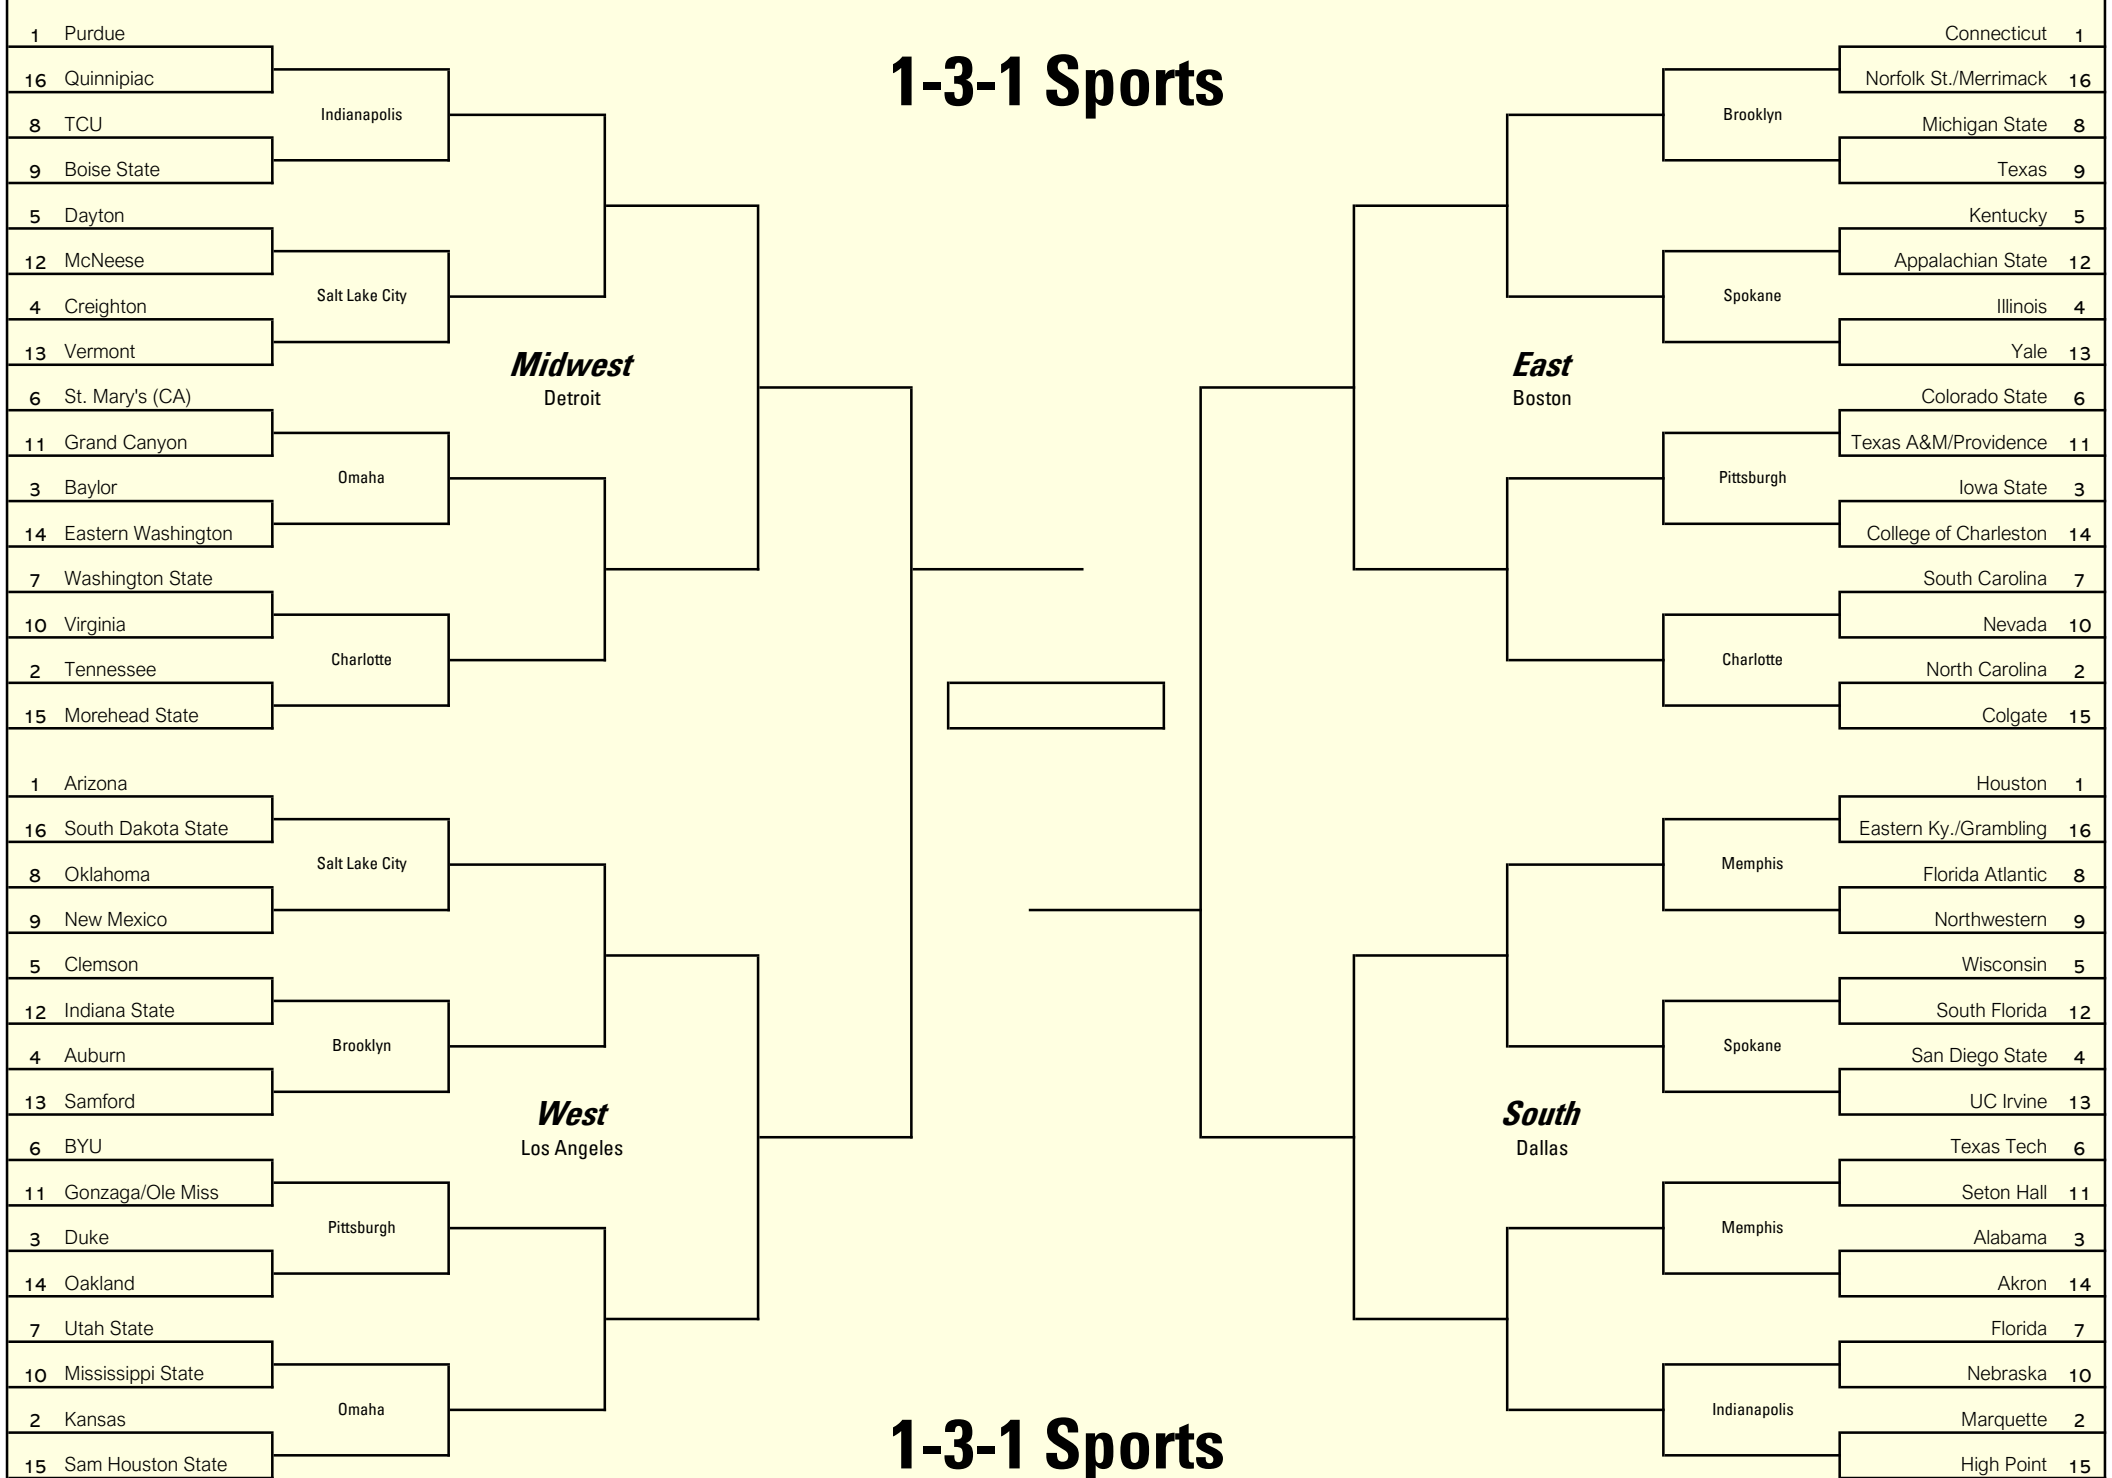 1-3-1 Sports
1 Purdue
16 Quinnipiac
Indianapolis
8 TCU
9 Boise State
5 Dayton
12 McNeese
Salt Lake City
4 Creighton
13 Vermont
Midwest
Detroit
6 St. Mary's (CA)
11 Grand Canyon
Omaha
3 Baylor
14 Eastern Washington
7 Washington State
10 Virginia
Charlotte
2 Tennessee
15 Morehead State
1 Arizona
16 South Dakota State
Salt Lake City
8 Oklahoma
9 New Mexico
5 Clemson
12 Indiana State
Brooklyn
4 Auburn
13 Samford
West
Los Angeles
6 BYU
11 Gonzaga/Ole Miss
Pittsburgh
3 Duke
14 Oakland
7 Utah State
10 Mississippi State
Omaha
2 Kansas
15 Sam Houston State
Connecticut 1
Norfolk St./Merrimack 16
Brooklyn
Michigan State 8
Texas 9
Kentucky 5
Appalachian State 12
Spokane
Illinois 4
Yale 13
East
Boston
Colorado State 6
Texas A&M/Providence 11
Pittsburgh
Iowa State 3
College of Charleston 14
South Carolina 7
Nevada 10
Charlotte
North Carolina 2
Colgate 15
Houston 1
Eastern Ky./Grambling 16
Memphis
Florida Atlantic 8
Northwestern 9
Wisconsin 5
South Florida 12
Spokane
San Diego State 4
UC Irvine 13
South
Dallas
Texas Tech 6
Seton Hall 11
Memphis
Alabama 3
Akron 14
Florida 7
Nebraska 10
Indianapolis
Marquette 2
High Point 15
1-3-1 Sports